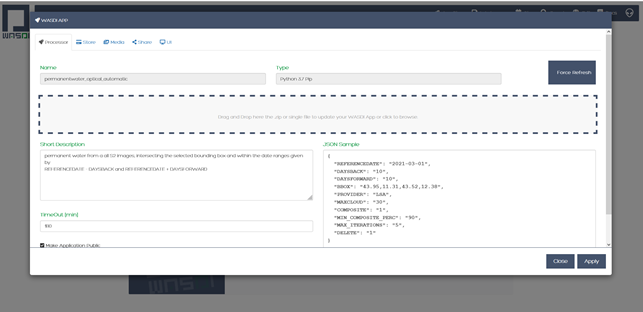 WASDI APP
Processor
Store
Media
Share
UI
Name
Type
permanentwater_optical_automatic
Python 3.7 Pip
Force Refresh
Drag and Drop here the .zip or single file to update your WASDI App or click to Browse
Short Description
JSON Sample
permanent water from a all S2 images, intersecting the selected bounding box and within the date ranges given
by
REFERENCEDATE - DAYSBACK and REFERENCEDATE + DAYSFORWARD
{
"REFERENCEDATE": "2021-03-01",
"DAYSBACK": "10",
"DAYSFORWARD": "10",
"BBOX": "43.95,11.31,43.52,12.38",
"PROVIDER": "LSA",
"MAXCLOUD": "30",
"COMPOSITE": "1",
"MIN_COMPOSITE_PERC": "90",
"MAX_ITERATIONS": "5",
"DELETE": "1"
}
TimeOut [min]
180
Make Application Public
Close
Apply